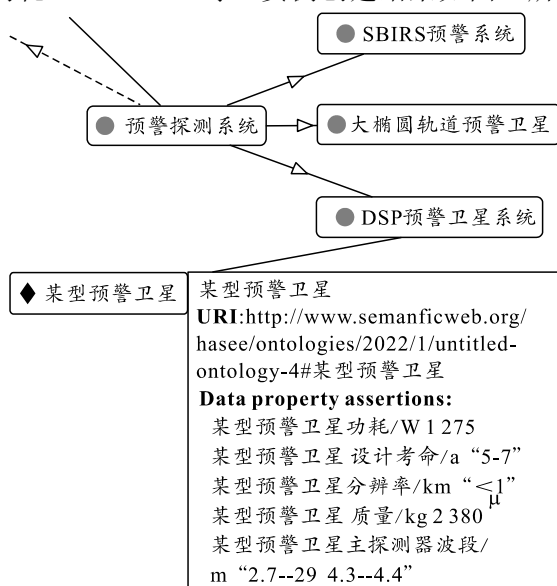 SBIRS预警系统
预警探测系统
大椭圆轨道预警卫星
DSP预警卫星系统
某型预警卫星
某型预警卫星
URI:http://www.semanficweb.org/
hasee/ontologies/2022/1/untitled-
ontology-4#某型预警卫星
Data property assertions:
某型预警卫星功耗/W 1 275
某型预警卫星 设计考命/a “5-7”
某型预警卫星分辨率/km “<1”
μ
某型预警卫星 质量/kg 2 380
某型预警卫星主探测器波段/
m “2.7--29 4.3--4.4”